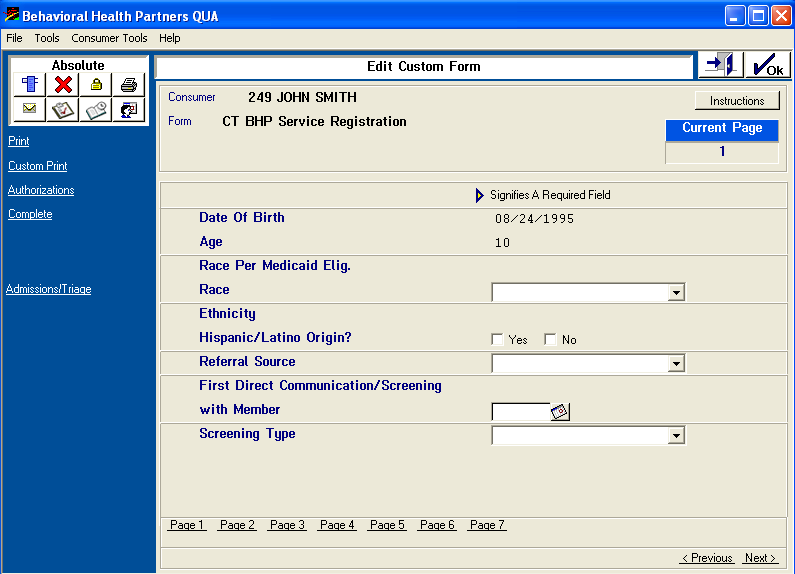 Behavioral Health Partners QUA
File Tools Consumer Tools Help
Absolute
Edit Custom Form
Ok
Consumer 249 JOHN SMITH
Instructions
Form CT BHP Service Registration
Current Page
1
Print
Custom Print
Authorizations
Complete
Admissions/Triage
Signifies A Required Field
Date Of Birth 08/24/1995
Age 10
Race Per Medicaid Elig.
Race
Ethnicity
Hispanic/Latino Origin? Yes No
Referral Source
First Direct Communication/Screening
with Member
Screening Type
Page 1 Page 2 Page 3 Page 4 Page 5 Page 6 Page 7
< Previous Next >